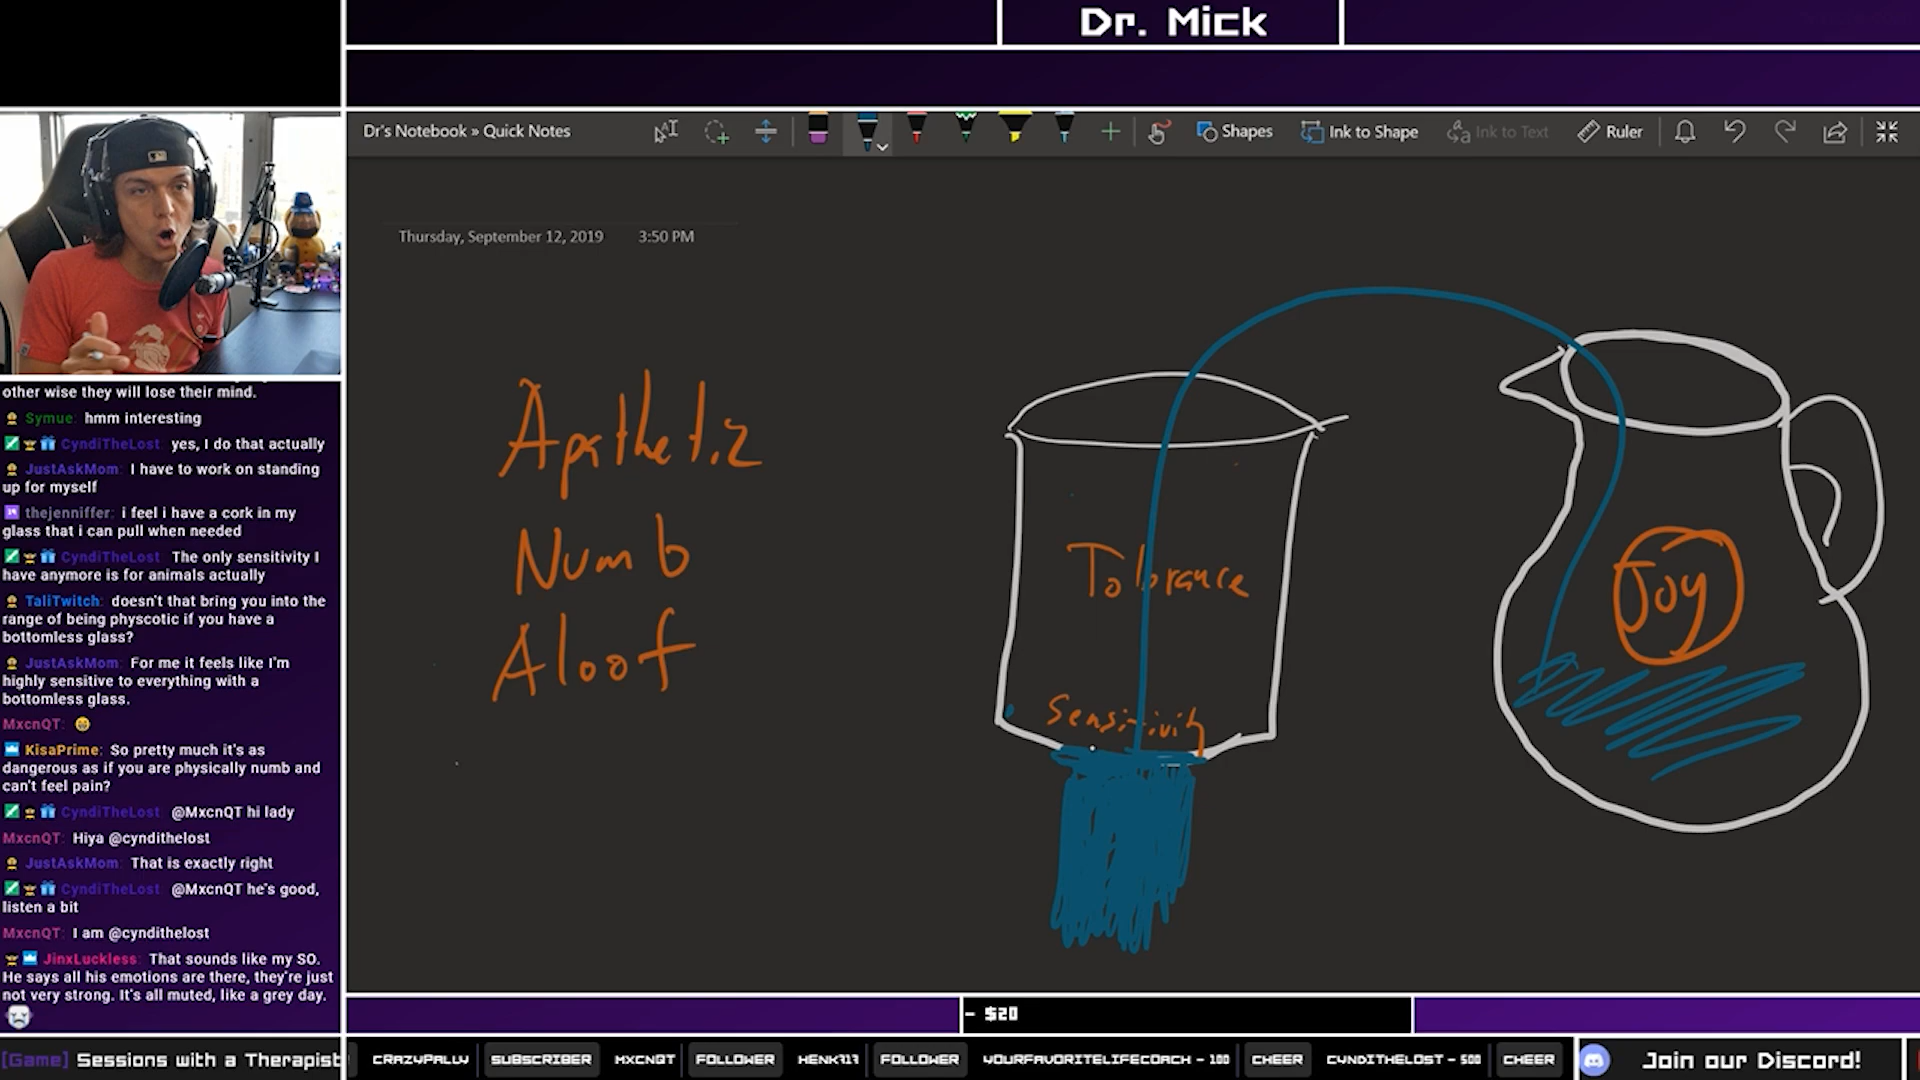 Dr. Mick
Dr's Notebook » Quick Notes
Shapes
Ink to Shape
Ink to Text
Ruler
Thursday, September 12, 2019 3:50 PM
Apathetic
Numb
Aloof
Tolorance
Sensitivity
Joy
other wise they will lose their mind.
Symue: hmm interesting
CyndiTheLost: yes, I do that actually
JustAskMom: I have to work on standing
up for myself
thejenniffer: i feel i have a cork in my
glass that i can pull when needed
CyndiTheLost: The only sensitivity I
have anymore is for animals actually
TaliTwitch: doesn't that bring you into the
range of being physcotic if you have a
bottomless glass?
JustAskMom: For me it feels like I'm
highly sensitive to everything with a
bottomless glass.
MxcnQT:
KisaPrime: So pretty much it's as
dangerous as if you are physically numb and
can't feel pain?
CyndiTheLost: @MxcnQT hi lady
MxcnQT: Hiya @cyndithelost
JustAskMom: That is exactly right
CyndiTheLost: @MxcnQT he's good,
listen a bit
MxcnQT: I am @cyndithelost
JinxLuckless: That sounds like my SO.
He says all his emotions are there, they're just
not very strong. It's all muted, like a grey day.
- $20
[Game] Sessions with a Therapist
CRAZYPALUV SUBSCRIBER MXCNQT FOLLOWER HENK717 FOLLOWER YOURFAVORITELIFECOACH - 100 CHEER CYNDITHELOST - 500 CHEER
Join our Discord!